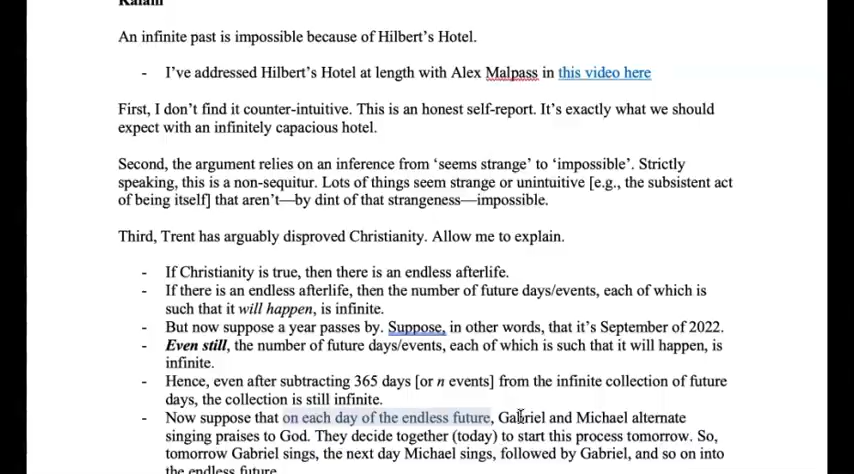 Kalam
An infinite past is impossible because of Hilbert's Hotel.
- I've addressed Hilbert's Hotel at length with Alex Malpass in this video here
First, I don't find it counter-intuitive. This is an honest self-report. It's exactly what we should
expect with an infinitely capacious hotel.
Second, the argument relies on an inference from 'seems strange' to 'impossible'. Strictly
speaking, this is a non-sequitur. Lots of things seem strange or unintuitive [e.g., the subsistent act
of being itself] that aren't—by dint of that strangeness—impossible.
Third, Trent has arguably disproved Christianity. Allow me to explain.
- If Christianity is true, then there is an endless afterlife.
- If there is an endless afterlife, then the number of future days/events, each of which is
such that it will happen, is infinite.
- But now suppose a year passes by. Suppose, in other words, that it's September of 2022.
- Even still, the number of future days/events, each of which is such that it will happen, is
infinite.
- Hence, even after subtracting 365 days [or n events] from the infinite collection of future
days, the collection is still infinite.
- Now suppose that on each day of the endless future, Gabriel and Michael alternate
singing praises to God. They decide together (today) to start this process tomorrow. So,
tomorrow Gabriel sings, the next day Michael sings, followed by Gabriel, and so on into
the endless future.